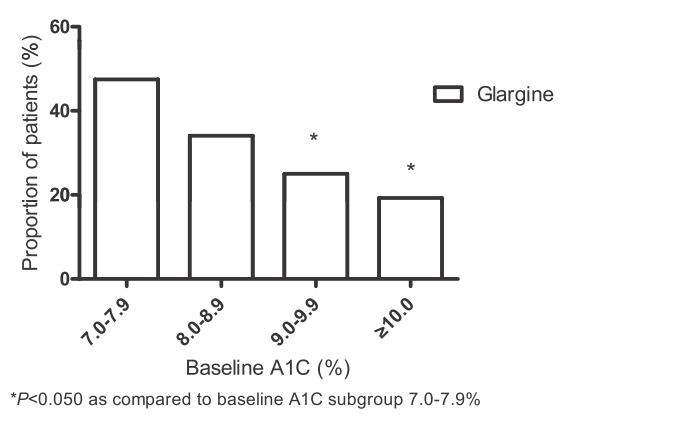 60
40
20
0
Proportion of patients (%)
Glargine
*
*
7.0-7.9
8.0-8.9
9.0-9.9
≥10.0
Baseline A1C (%)
*P<0.050 as compared to baseline A1C subgroup 7.0-7.9%